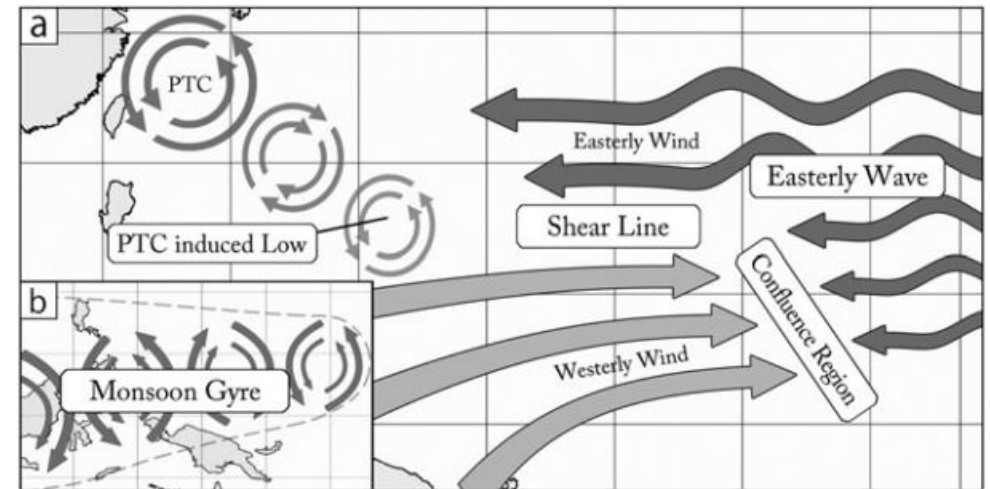 a
PTC
Easterly Wind
Easterly Wave
Shear Line
PTC induced Low
Confluence Region
b
Monsoon Gyre
Westerly Wind